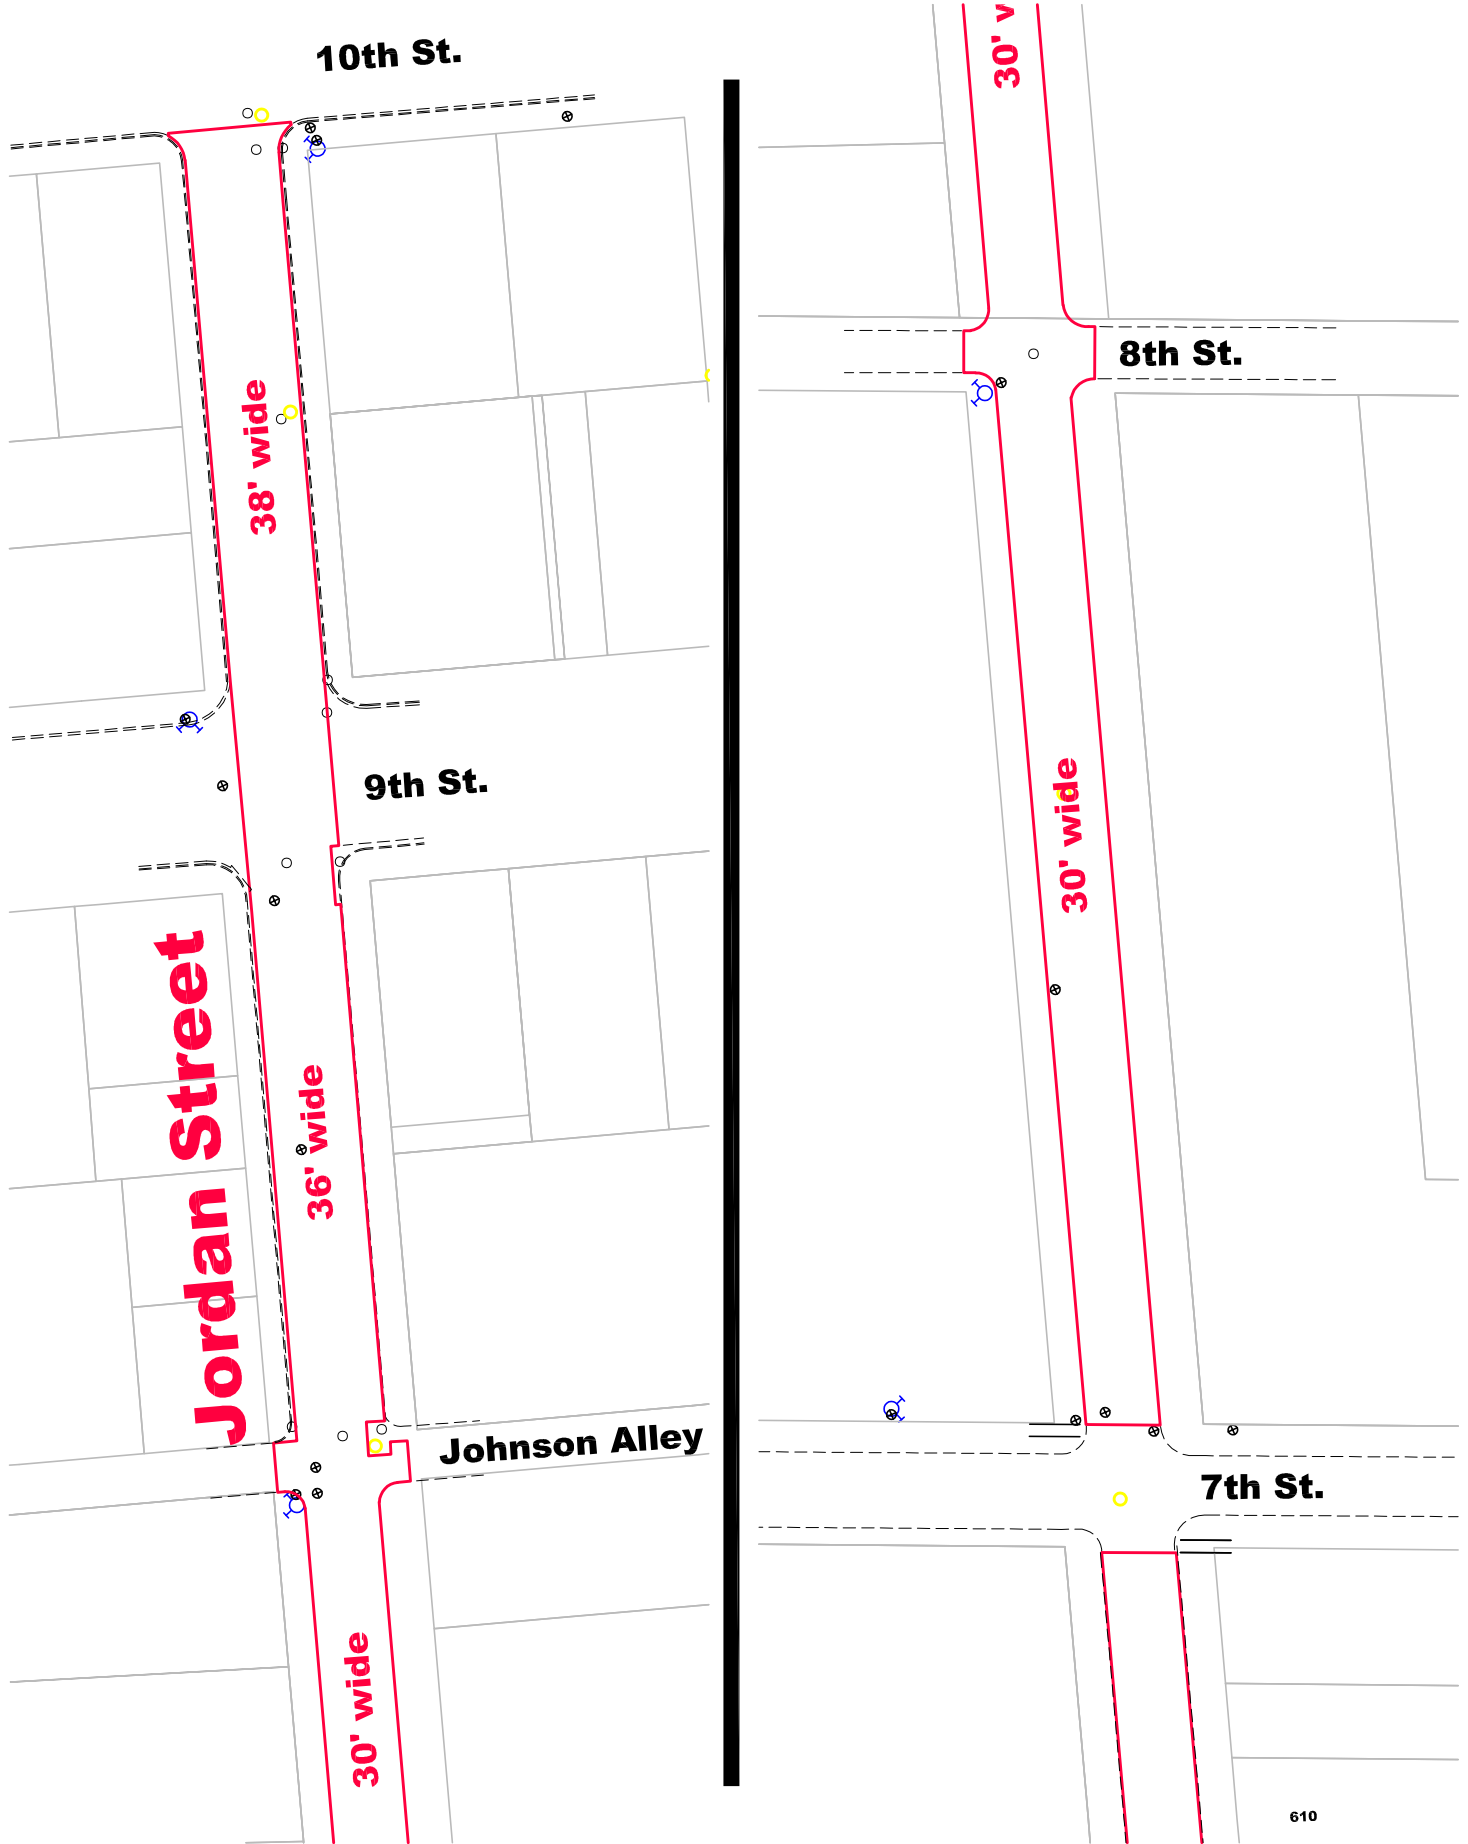 10th St.
38' wide
9th St.
Jordan Street
36' wide
Johnson Alley
30' wide
30' w
8th St.
30' wide
7th St.
610